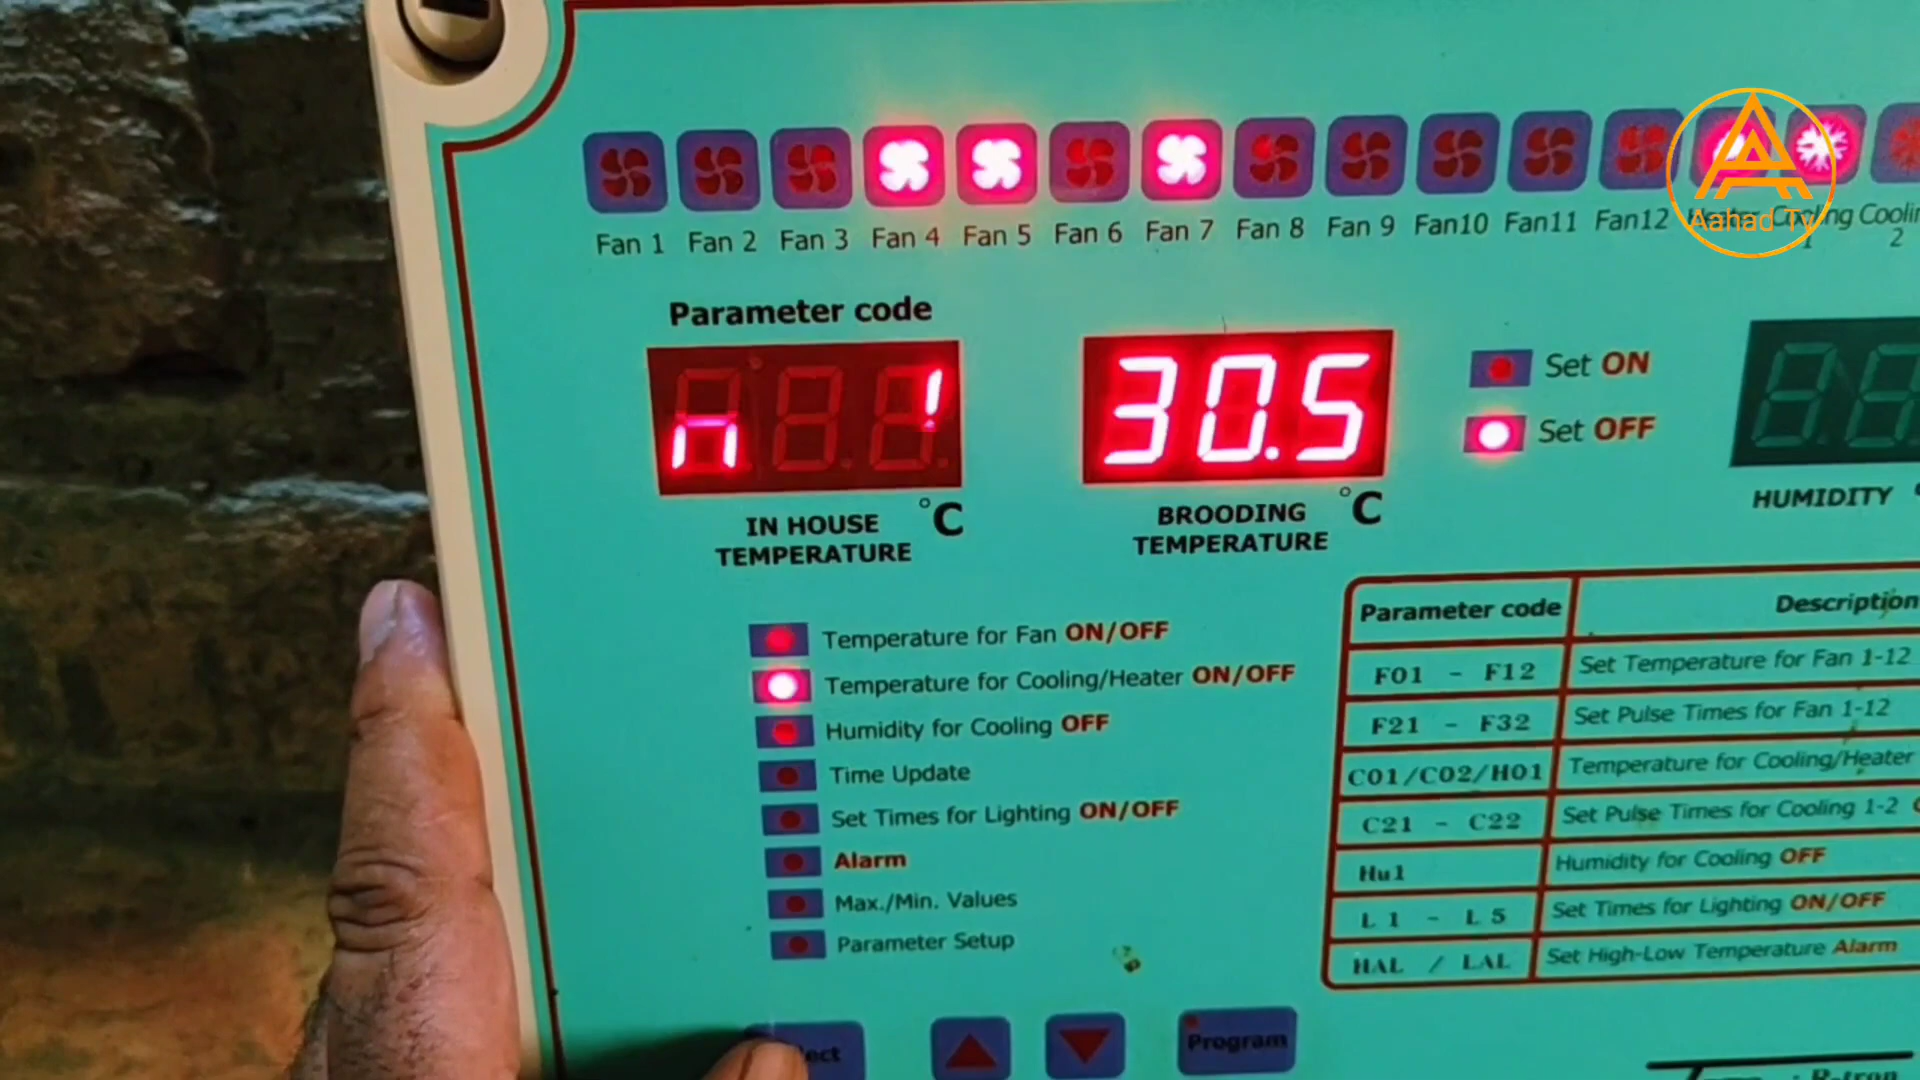 Aahad Tv
Fan 1 Fan 2 Fan 3 Fan 4 Fan 5 Fan 6 Fan 7 Fan 8 Fan 9 Fan10 Fan11 Fan12
1 2
Parameter code
30.5
Set ON
Set OFF
IN HOUSE TEMPERATURE °C
BROODING TEMPERATURE °C
HUMIDITY
Temperature for Fan ON/OFF
Temperature for Cooling/Heater ON/OFF
Humidity for Cooling OFF
Time Update
Set Times for Lighting ON/OFF
Alarm
Max./Min. Values
Parameter Setup
Parameter code Description
F01 - F12 Set Temperature for Fan 1-12
F21 - F32 Set Pulse Times for Fan 1-12
C01/C02/H01 Temperature for Cooling/Heater
C21 - C22 Set Pulse Times for Cooling 1-2
Hu1 Humidity for Cooling OFF
L 1 - L 5 Set Times for Lighting ON/OFF
HAL / LAL Set High-Low Temperature Alarm
Program